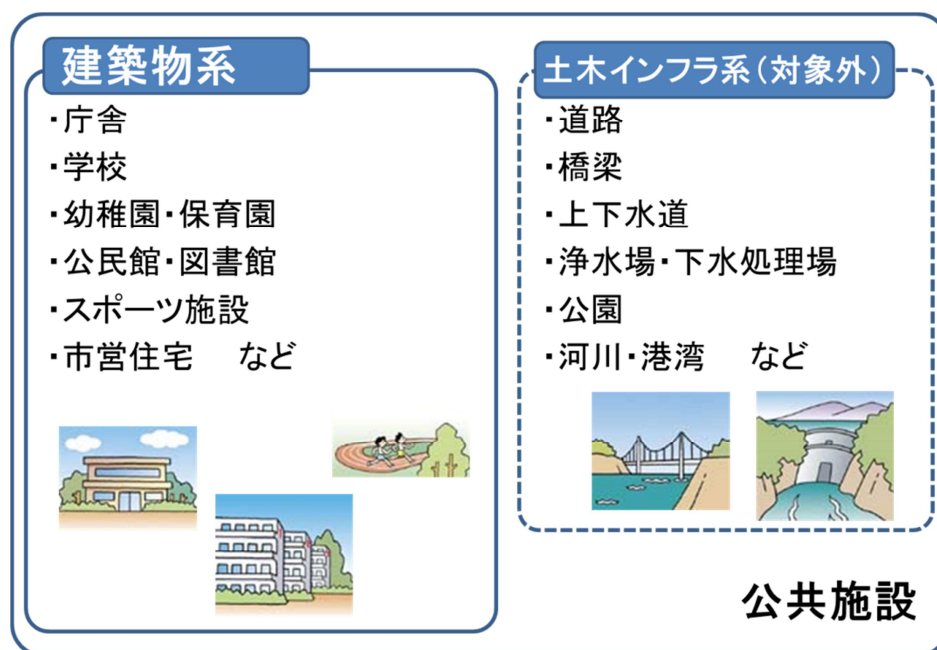 建築物系
・庁舎
・学校
・幼稚園・保育園
・公民館・図書館
・スポーツ施設
・市営住宅　など
土木インフラ系（対象外）
・道路
・橋梁
・上下水道
・浄水場・下水処理場
・公園
・河川・港湾　など
公共施設